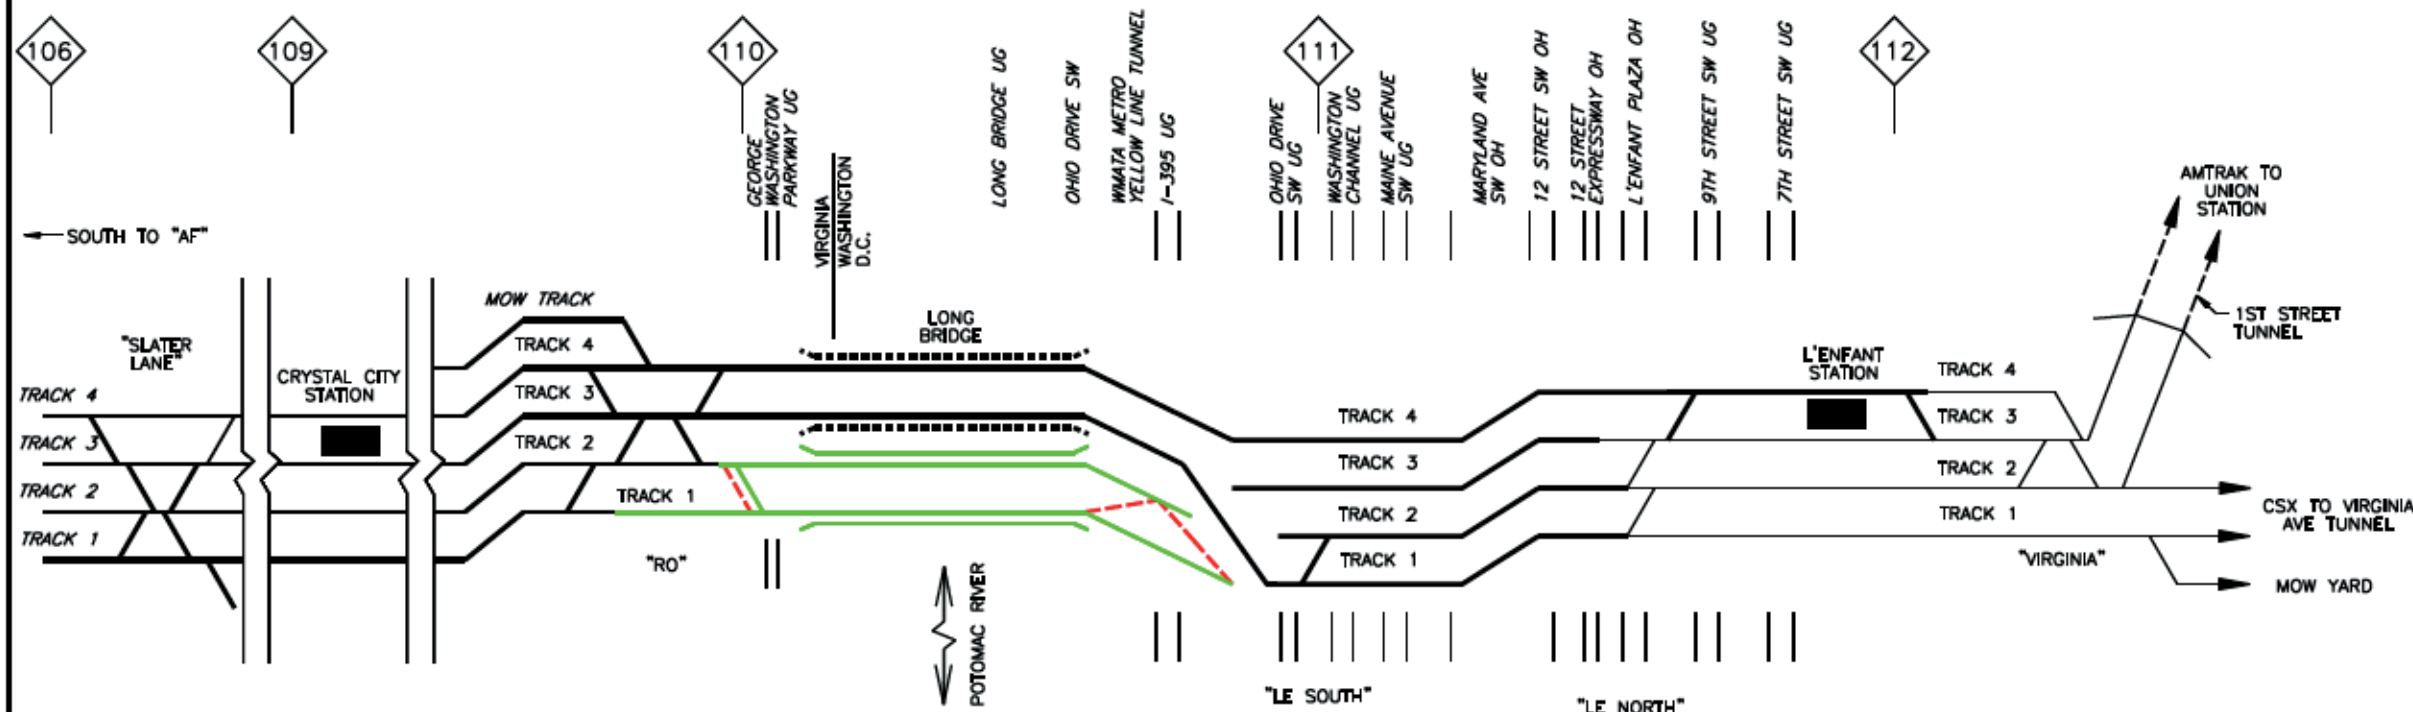 106
109
110
111
112
GEORGE
WASHINGTON
PARKWAY UG
LONG BRIDGE UG
OHIO DRIVE SW
WMATA METRO
YELLOW LINE TUNNEL
I-395 UG
OHIO DRIVE
SW UG
WASHINGTON
CHANNEL UG
MAINE AVENUE
SW UG
MARYLAND AVE
SW OH
12 STREET SW OH
12 STREET
EXPRESSWAY OH
L'ENFANT PLAZA OH
9TH STREET SW UG
7TH STREET SW UG
AMTRAK TO
UNION
STATION
SOUTH TO "AF"
VIRGINIA
WASHINGTON
D.C.
MOW TRACK
"SLATER
LANE"
CRYSTAL CITY
STATION
LONG
BRIDGE
L'ENFANT
STATION
1ST STREET
TUNNEL
TRACK 4
TRACK 3
TRACK 2
TRACK 1
TRACK 4
TRACK 3
TRACK 2
TRACK 1
TRACK 4
TRACK 3
TRACK 2
TRACK 1
TRACK 4
TRACK 3
TRACK 2
TRACK 1
CSX TO VIRGINIA
AVE TUNNEL
"RO"
"VIRGINIA"
MOW YARD
POTOMAC RIVER
"LE SOUTH"
"LE NORTH"